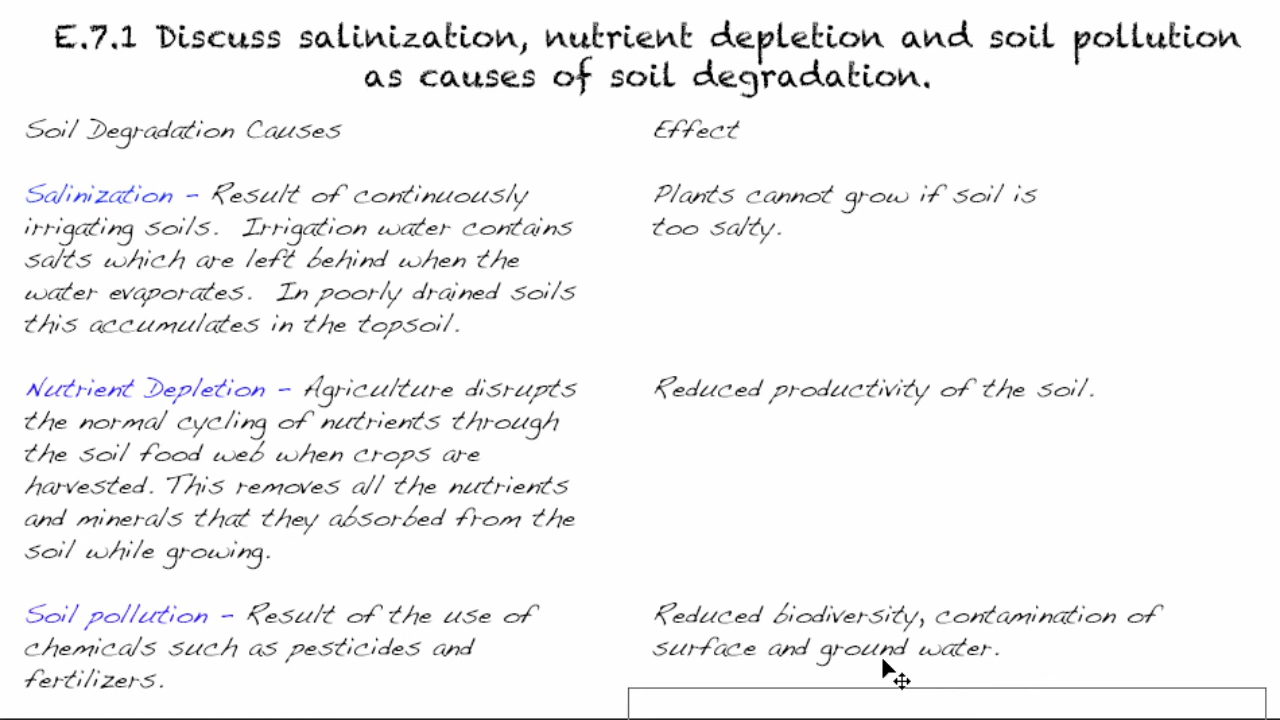 E.7.1 Discuss salinization, nutrient depletion and soil pollution
as causes of soil degradation.
Soil Degradation Causes
Effect
Salinization - Result of continuously
irrigating soils. Irrigation water contains
salts which are left behind when the
water evaporates. In poorly drained soils
this accumulates in the topsoil.
Plants cannot grow if soil is
too salty.
Nutrient Depletion - Agriculture disrupts
the normal cycling of nutrients through
the soil food web when crops are
harvested. This removes all the nutrients
and minerals that they absorbed from the
soil while growing.
Reduced productivity of the soil.
Soil pollution - Result of the use of
chemicals such as pesticides and
fertilizers.
Reduced biodiversity, contamination of
surface and ground water.